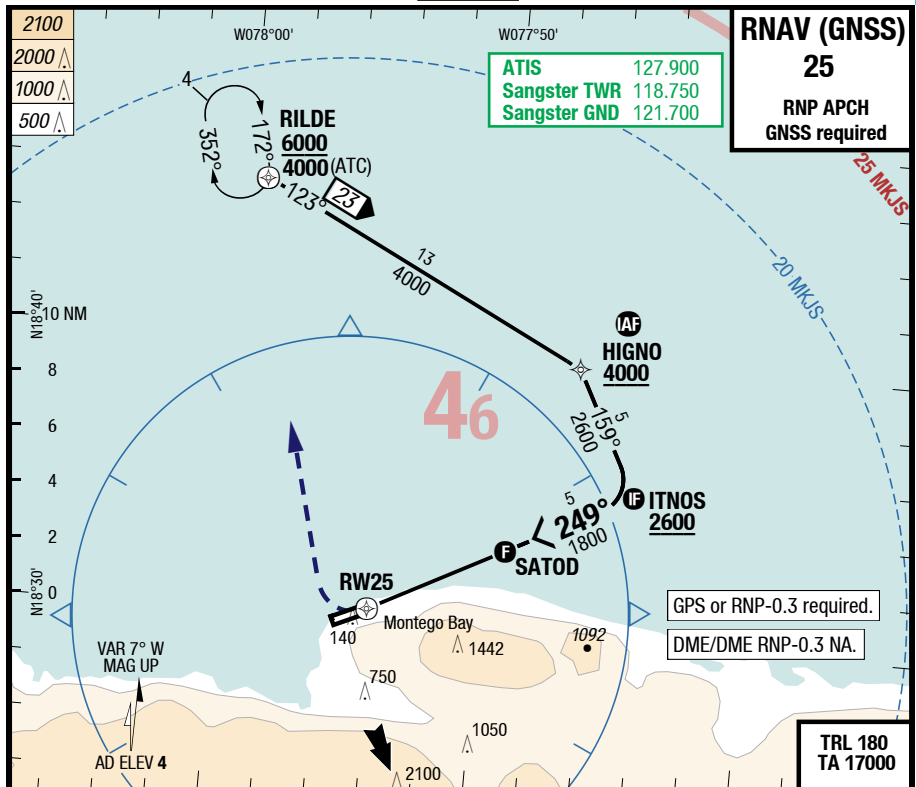 2100
2000
1000
500
W078°00'
W077°50'
RNAV (GNSS)
25
RNP APCH
GNSS required
ATIS 127.900
Sangster TWR 118.750
Sangster GND 121.700
25 MKJS
20 MKJS
4
352°
172°
RILDE
6000
4000 (ATC)
123°
23
13
4000
N18°40'
10 NM
8
6
4
2
0
N18°30'
IAF
HIGNO
4000
46
5
159°
2600
IF ITNOS
2600
5
249°
1800
F
SATOD
RW25
140
Montego Bay
GPS or RNP-0.3 required.
DME/DME RNP-0.3 NA.
1442
1092
750
1050
2100
VAR 7° W
MAG UP
AD ELEV 4
TRL 180
TA 17000